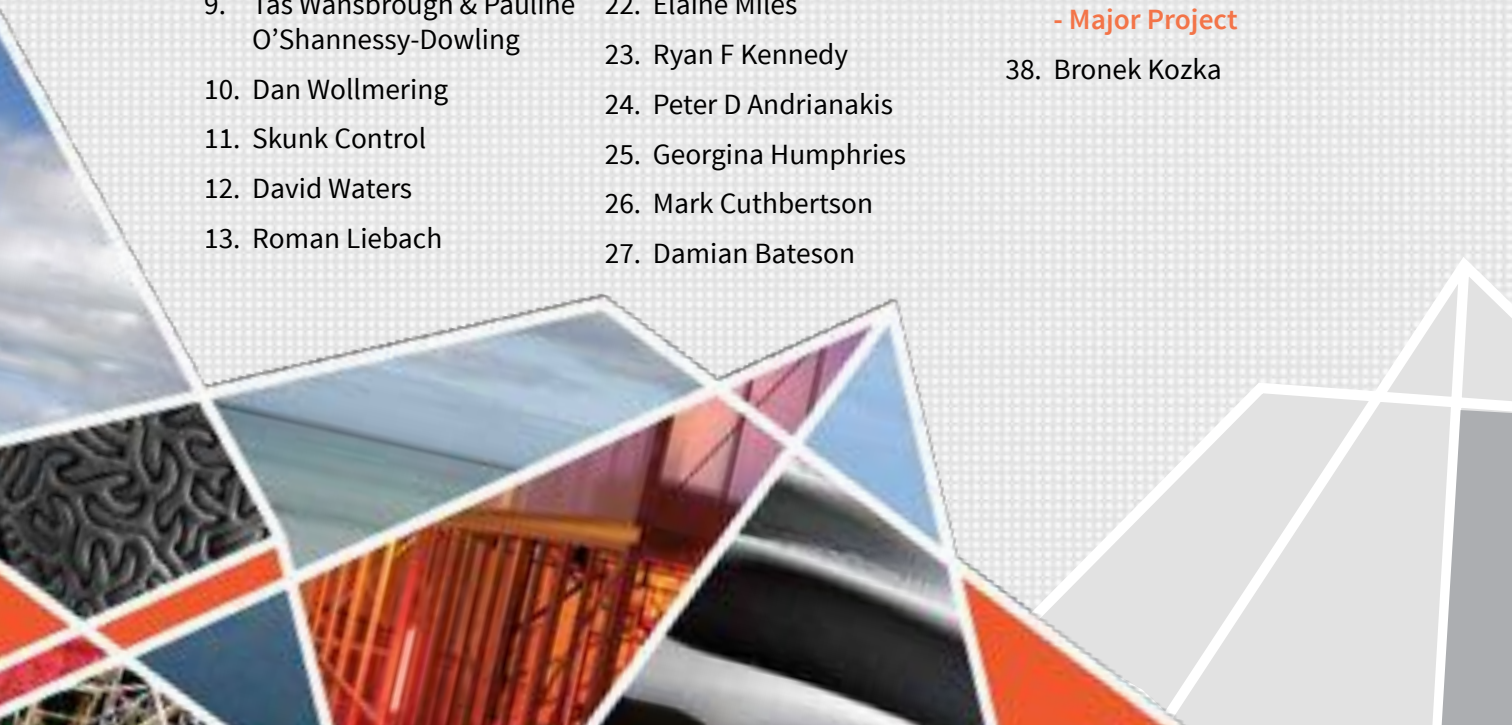 9. Tas Wansbrough & Pauline
O’Shannessy-Dowling
10. Dan Wollmering
11. Skunk Control
12. David Waters
13. Roman Liebach
22. Elaine Miles
23. Ryan F Kennedy
24. Peter D Andrianakis
25. Georgina Humphries
26. Mark Cuthbertson
27. Damian Bateson
- Major Project
38. Bronek Kozka